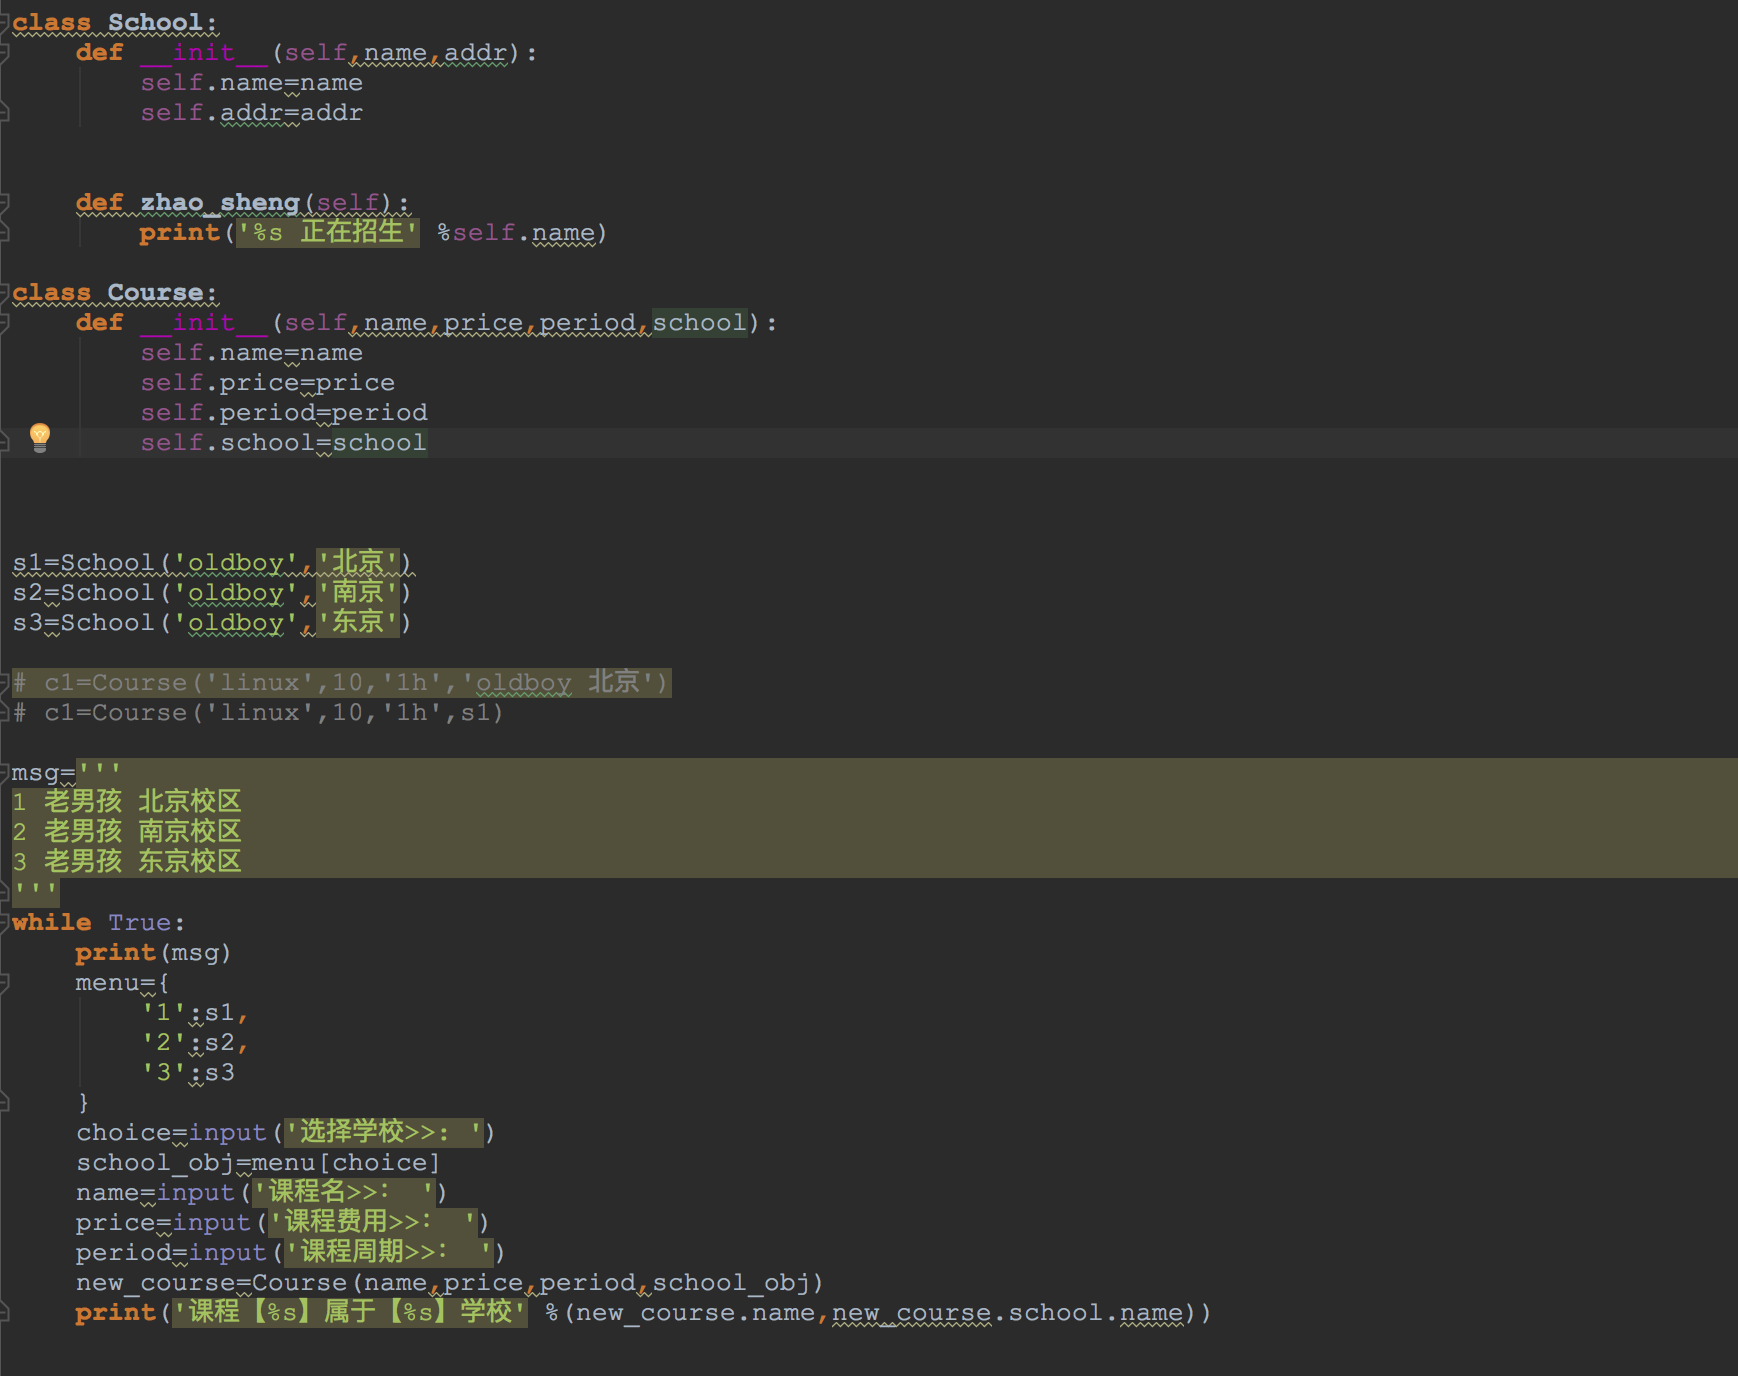 class School:
    def __init__(self,name,addr):
        self.name=name
        self.addr=addr
    def zhao_sheng(self):
        print('%s 正在招生' %self.name)
class Course:
    def __init__(self,name,price,period,school):
        self.name=name
        self.price=price
        self.period=period
        self.school=school
s1=School('oldboy','北京')
s2=School('oldboy','南京')
s3=School('oldboy','东京')
# c1=Course('linux',10,'1h','oldboy 北京')
# c1=Course('linux',10,'1h',s1)
msg='''
1 老男孩 北京校区
2 老男孩 南京校区
3 老男孩 东京校区
'''
while True:
    print(msg)
    menu={
        '1':s1,
        '2':s2,
        '3':s3
    }
    choice=input('选择学校>>: ')
    school_obj=menu[choice]
    name=input('课程名>>: ')
    price=input('课程费用>>: ')
    period=input('课程周期>>: ')
    new_course=Course(name,price,period,school_obj)
    print('课程【%s】属于【%s】学校' %(new_course.name,new_course.school.name))